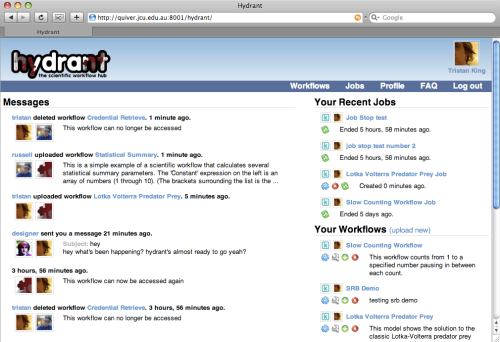 Hydrant
http://quiver.jcu.edu.au:8001/hydrant/
Google
Hydrant
hydrant
the scientific workflow hub
Tristan King
Workflows Jobs Profile FAQ Log out
Messages
tristan deleted workflow Credential Retrieve. 1 minute ago.
This workflow can no longer be accessed
russell uploaded workflow Statistical Summary. 1 minute ago.
This is a simple example of a scientific workflow that calculates several
statistical summary parameters. The 'Constant' expression on the left is an
array of numbers (1 through 10). (The brackets surrounding the list is the ...
tristan uploaded workflow Lotka Volterra Predator Prey. 5 minutes ago.
designer sent you a message 21 minutes ago.
Subject: hey
hey what's been happening? hydrant's almost ready to go yeah?
3 hours, 56 minutes ago.
This workflow can now be accessed again
tristan deleted workflow Credential Retrieve. 3 hours, 56 minutes ago.
This workflow can no longer be accessed
Your Recent Jobs
Job Stop test
Ended 5 hours, 58 minutes ago.
job stop test number 2
Ended 5 hours, 56 minutes ago.
Lotka Volterra Predator Prey Job
Created 0 minutes ago.
Slow Counting Workflow Job
Ended 5 days ago.
Your Workflows (upload new)
Slow Counting Workflow
This workflow counts from 1 to a
specified number pausing in between
each count.
SRB Demo
testing srb demo
Lotka Volterra Predator Prey
This model shows the solution to the
classic Lotka-Volterra predator prey